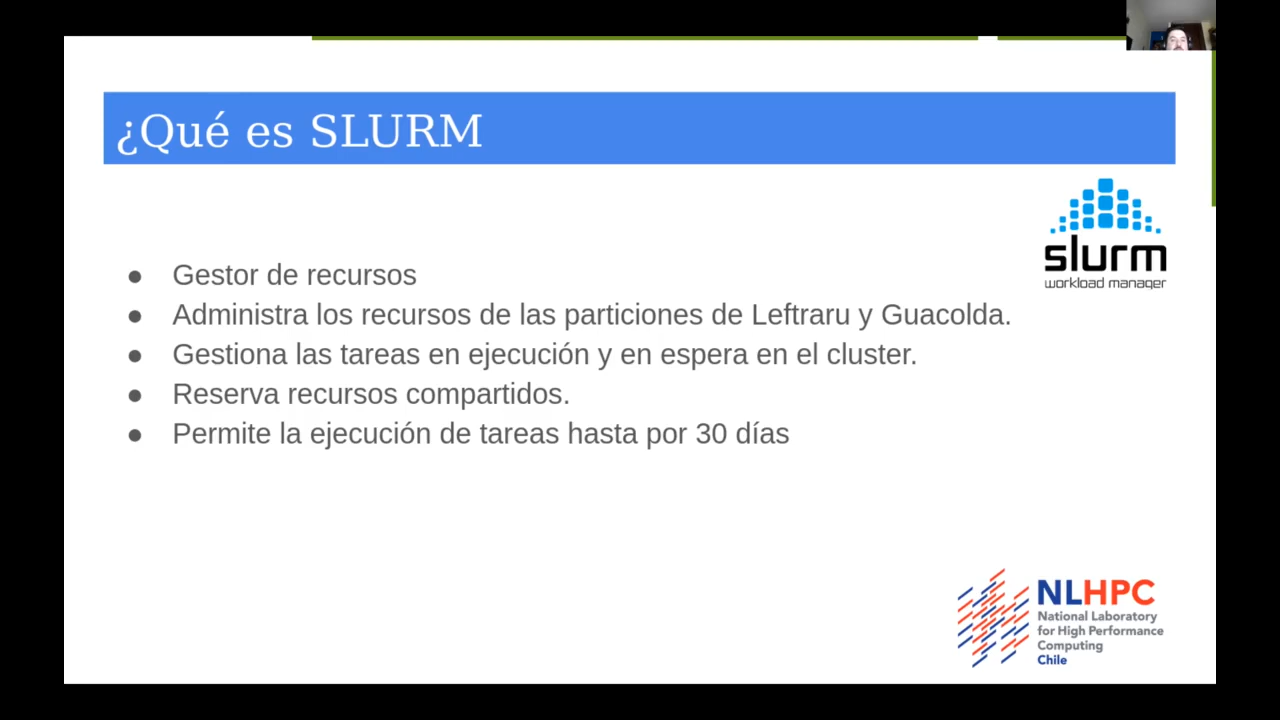 ¿Qué es SLURM
slurm
workload manager
● Gestor de recursos
● Administra los recursos de las particiones de Leftraru y Guacolda.
● Gestiona las tareas en ejecución y en espera en el cluster.
● Reserva recursos compartidos.
● Permite la ejecución de tareas hasta por 30 días
NLHPC
National Laboratory
for High Performance
Computing
Chile